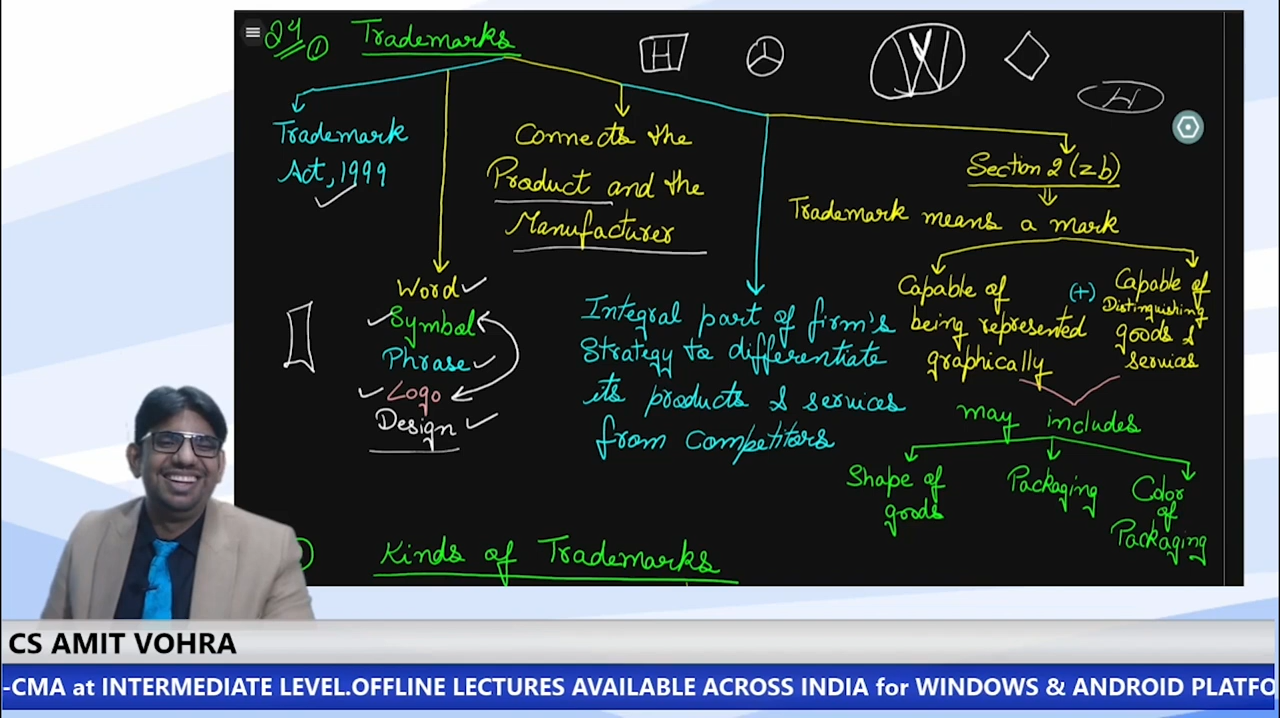 24 ① Trademarks
H
W
H
Trademark
Act, 1999
Connects the
Product and the
Manufacturer
Section 2 (zb)
Trademark means a mark
Word
Symbol
Phrase
Logo
Design
Integral part of firm's
Strategy to differentiate
its products & services
from competitors
Capable of
being represented
graphically
(+)
Capable of
Distinguishing
goods &
services
may includes
Shape of
goods
Packaging
Color
of
Packaging
Kinds of Trademarks
CS AMIT VOHRA
-CMA at INTERMEDIATE LEVEL.OFFLINE LECTURES AVAILABLE ACROSS INDIA for WINDOWS & ANDROID PLATFO